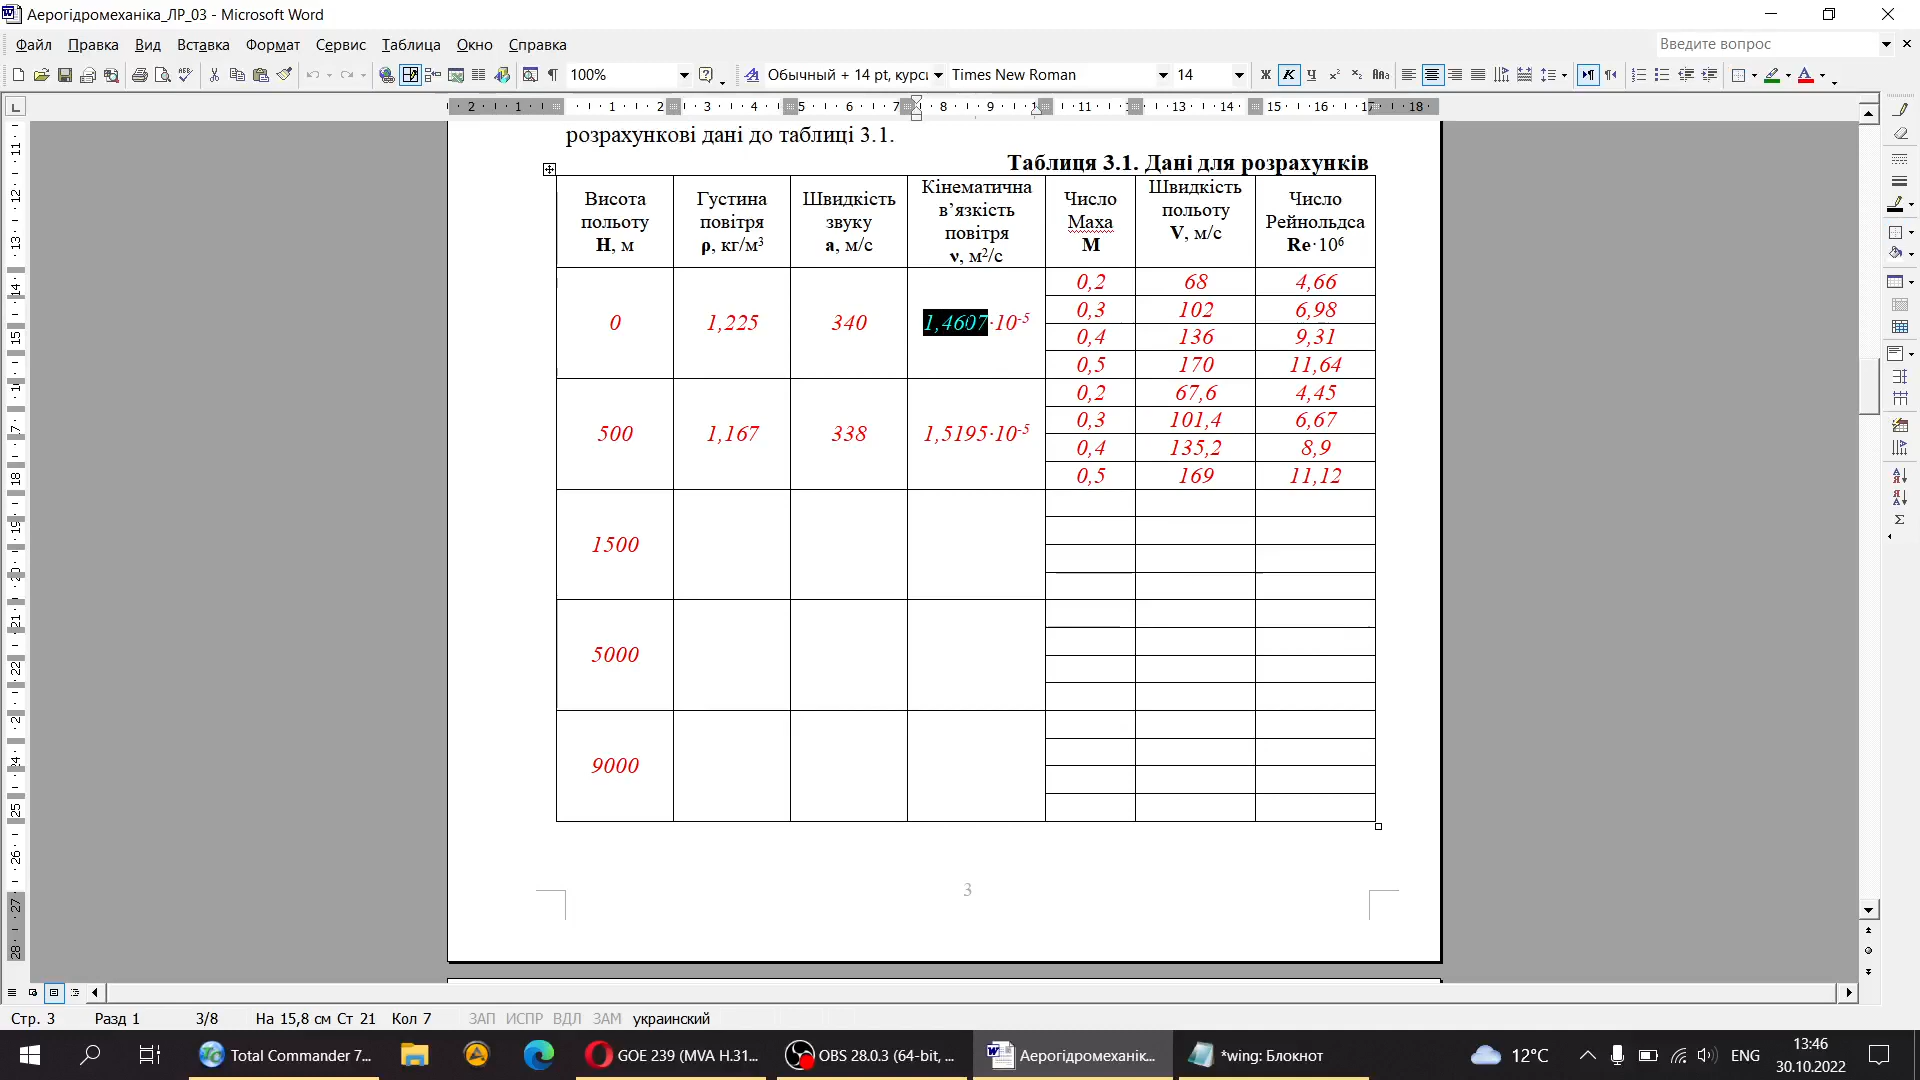 Аерогідромеханіка_ЛР_03 - Microsoft Word
Файл Правка Вид Вставка Формат Сервис Таблица Окно Справка
Введите вопрос
100%
Обычный + 14 pt, курсі
Times New Roman
14
розрахункові дані до таблиці 3.1.
Таблиця 3.1. Дані для розрахунків
Висота польоту H, м
Густина повітря ρ, кг/м³
Швидкість звуку a, м/с
Кінематична в’язкість повітря ν, м²/с
Число Маха M
Швидкість польоту V, м/с
Число Рейнольдса Re·10⁶
0 1,225 340 1,4607·10⁻⁵
0,2 68 4,66
0,3 102 6,98
0,4 136 9,31
0,5 170 11,64
500 1,167 338 1,5195·10⁻⁵
0,2 67,6 4,45
0,3 101,4 6,67
0,4 135,2 8,9
0,5 169 11,12
1500
5000
9000
3
Стр. 3 Разд 1 3/8 На 15,8 см Ст 21 Кол 7 ЗАП ИСПР ВДЛ ЗАМ украинский
Total Commander 7...
GOE 239 (MVA H.31...
OBS 28.0.3 (64-bit, ...
Аерогідромеханік...
*wing: Блокнот
12°C
ENG
13:46
30.10.2022